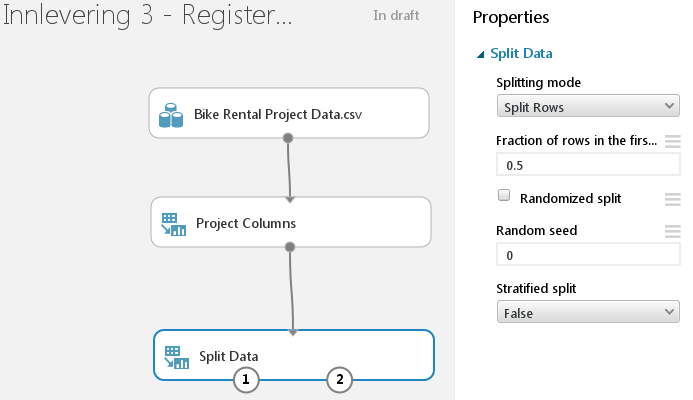 Innlevering 3 - Register...
In draft
Bike Rental Project Data.csv
Project Columns
Split Data
1
2
Properties
Split Data
Splitting mode
Split Rows
Fraction of rows in the firs...
0.5
Randomized split
Random seed
0
Stratified split
False